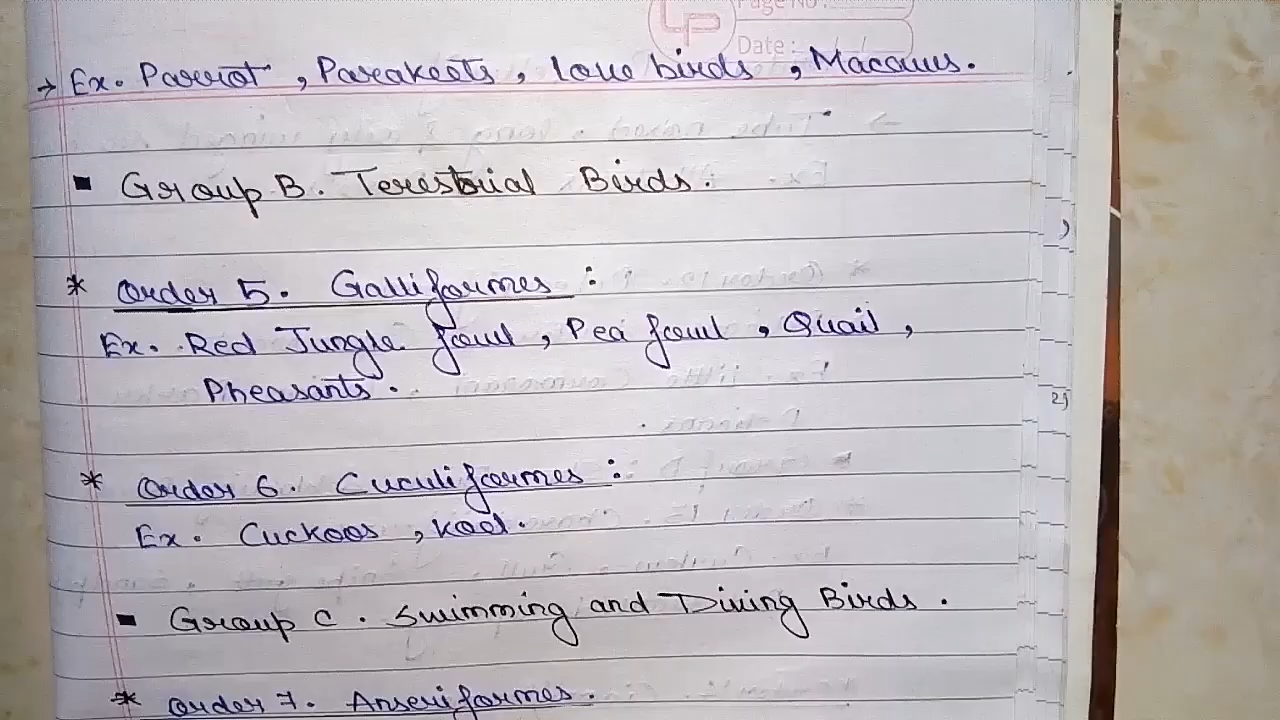 LP
Page No:
Date: / /
→ Ex. Parrot, Parakeets, love birds, Macaws.
▪ Group B. Terestrial Birds.
* Order 5. Galliformes :
Ex. Red Jungle fowl, Pea fowl, Quail,
Pheasants.
* Order 6. Cuculiformes :
Ex. Cuckoos, Koel.
▪ Group C. Swimming and Diving Birds.
* Order 7. Anseriformes.